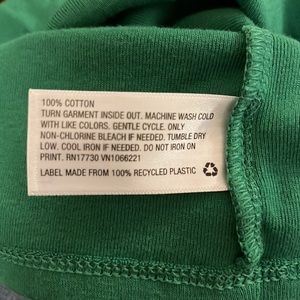 100% COTTON
TURN GARMENT INSIDE OUT. MACHINE WASH COLD
WITH LIKE COLORS. GENTLE CYCLE. ONLY
NON-CHLORINE BLEACH IF NEEDED. TUMBLE DRY
LOW. COOL IRON IF NEEDED. DO NOT IRON ON
PRINT. RN17730 VN1066221
LABEL MADE FROM 100% RECYCLED PLASTIC